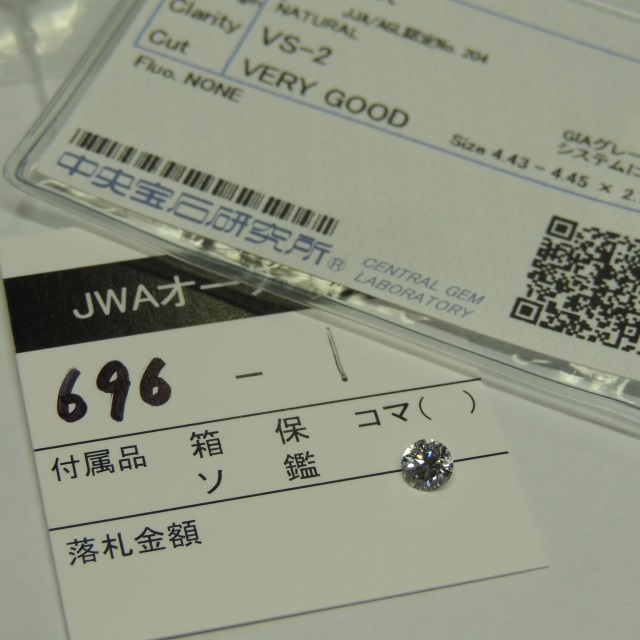 Clarity
NATURAL
VS-2
Cut
VERY GOOD
Fluo. NONE
Size 4.43 - 4.45 × 2.
GIAグレー
システムに
中央宝石研究所®
CENTRAL GEM
LABORATORY
JWAオー
696 - 1
付属品 箱 保 コマ( )
ソ 鑑
落札金額